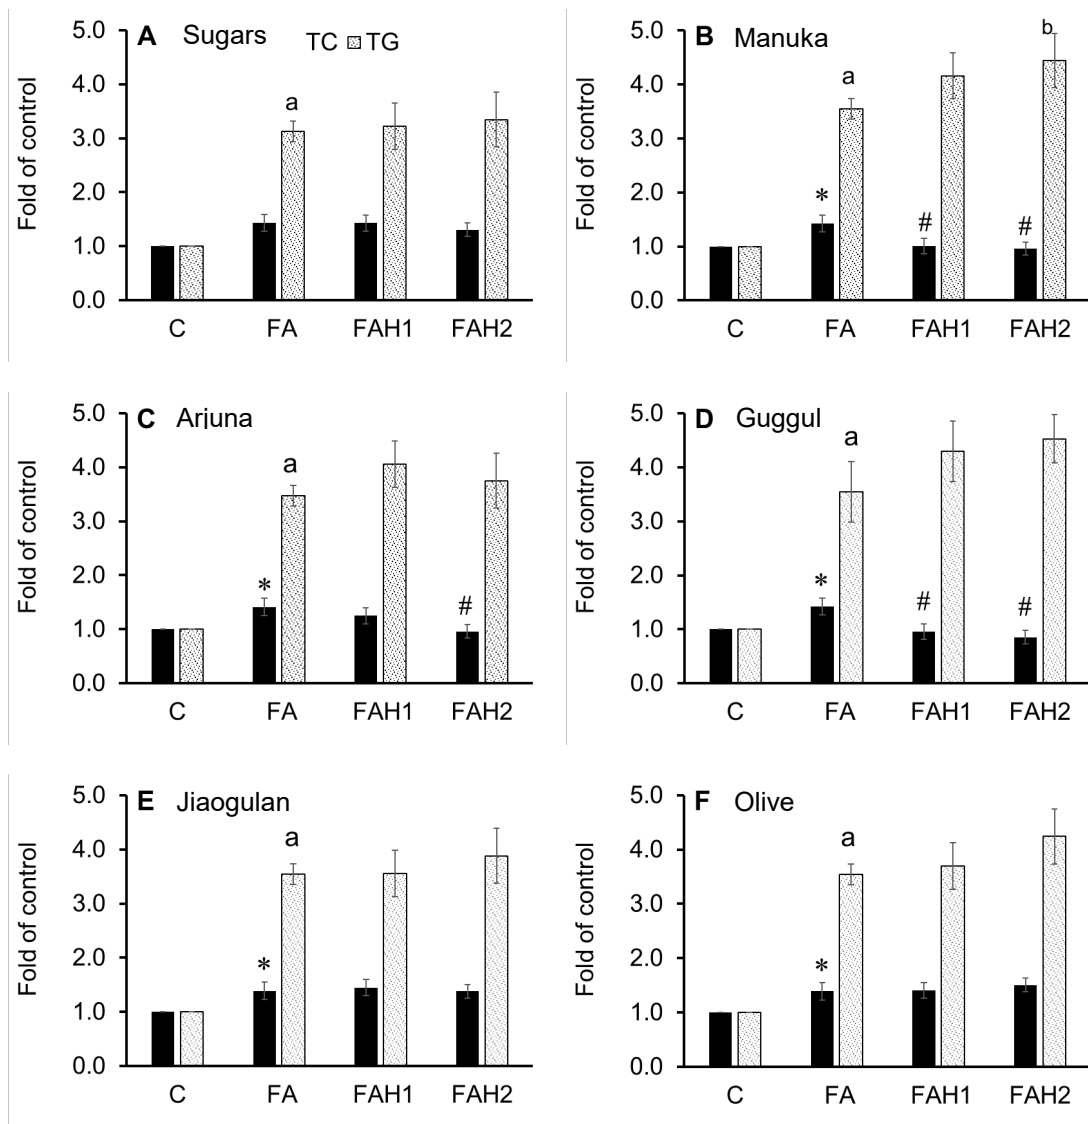 A Sugars
TC TG
Fold of control
5.0
4.0
3.0
2.0
1.0
0.0
a
C FA FAH1 FAH2
B Manuka
Fold of control
5.0
4.0
3.0
2.0
1.0
0.0
b
a
* # #
C FA FAH1 FAH2
C Arjuna
Fold of control
5.0
4.0
3.0
2.0
1.0
0.0
a
* #
C FA FAH1 FAH2
D Guggul
Fold of control
5.0
4.0
3.0
2.0
1.0
0.0
a
* # #
C FA FAH1 FAH2
E Jiaogulan
Fold of control
5.0
4.0
3.0
2.0
1.0
0.0
a
*
C FA FAH1 FAH2
F Olive
Fold of control
5.0
4.0
3.0
2.0
1.0
0.0
a
*
C FA FAH1 FAH2